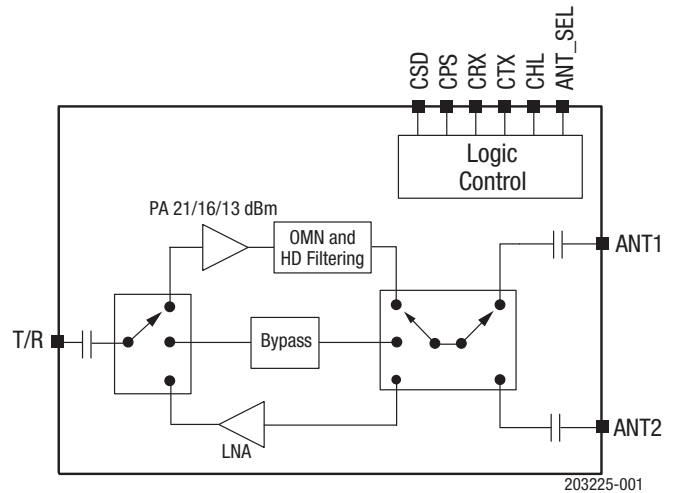 CSD
CPS
CRX
CTX
CHL
ANT_SEL
Logic
Control
PA 21/16/13 dBm
OMN and
HD Filtering
ANT1
T/R
Bypass
LNA
ANT2
203225-001